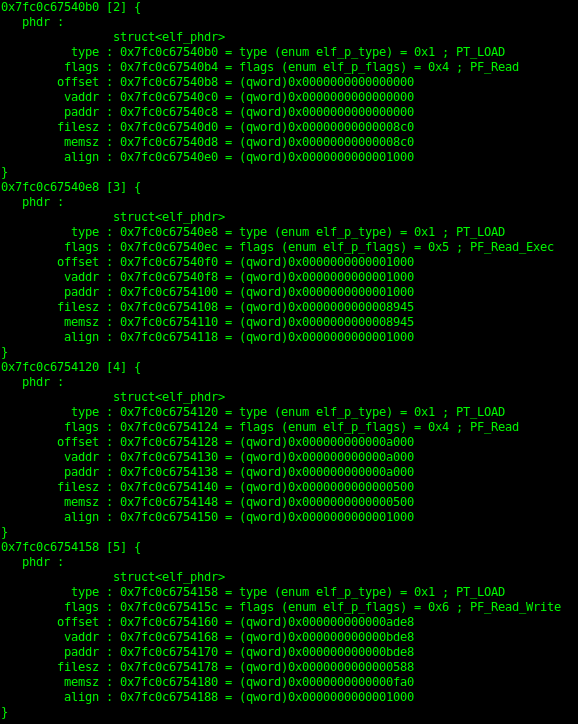 0x7fc0c67540b0 [2] {
phdr :
struct<elf_phdr>
type : 0x7fc0c67540b0 = type (enum elf_p_type) = 0x1 ; PT_LOAD
flags : 0x7fc0c67540b4 = flags (enum elf_p_flags) = 0x4 ; PF_Read
offset : 0x7fc0c67540b8 = (qword)0x0000000000000000
vaddr : 0x7fc0c67540c0 = (qword)0x0000000000000000
paddr : 0x7fc0c67540c8 = (qword)0x0000000000000000
filesz : 0x7fc0c67540d0 = (qword)0x00000000000008c0
memsz : 0x7fc0c67540d8 = (qword)0x00000000000008c0
align : 0x7fc0c67540e0 = (qword)0x0000000000001000
}
0x7fc0c67540e8 [3] {
phdr :
struct<elf_phdr>
type : 0x7fc0c67540e8 = type (enum elf_p_type) = 0x1 ; PT_LOAD
flags : 0x7fc0c67540ec = flags (enum elf_p_flags) = 0x5 ; PF_Read_Exec
offset : 0x7fc0c67540f0 = (qword)0x0000000000001000
vaddr : 0x7fc0c67540f8 = (qword)0x0000000000001000
paddr : 0x7fc0c6754100 = (qword)0x0000000000001000
filesz : 0x7fc0c6754108 = (qword)0x0000000000008945
memsz : 0x7fc0c6754110 = (qword)0x0000000000008945
align : 0x7fc0c6754118 = (qword)0x0000000000001000
}
0x7fc0c6754120 [4] {
phdr :
struct<elf_phdr>
type : 0x7fc0c6754120 = type (enum elf_p_type) = 0x1 ; PT_LOAD
flags : 0x7fc0c6754124 = flags (enum elf_p_flags) = 0x4 ; PF_Read
offset : 0x7fc0c6754128 = (qword)0x000000000000a000
vaddr : 0x7fc0c6754130 = (qword)0x000000000000a000
paddr : 0x7fc0c6754138 = (qword)0x000000000000a000
filesz : 0x7fc0c6754140 = (qword)0x0000000000000500
memsz : 0x7fc0c6754148 = (qword)0x0000000000000500
align : 0x7fc0c6754150 = (qword)0x0000000000001000
}
0x7fc0c6754158 [5] {
phdr :
struct<elf_phdr>
type : 0x7fc0c6754158 = type (enum elf_p_type) = 0x1 ; PT_LOAD
flags : 0x7fc0c675415c = flags (enum elf_p_flags) = 0x6 ; PF_Read_Write
offset : 0x7fc0c6754160 = (qword)0x000000000000ade8
vaddr : 0x7fc0c6754168 = (qword)0x000000000000bde8
paddr : 0x7fc0c6754170 = (qword)0x000000000000bde8
filesz : 0x7fc0c6754178 = (qword)0x0000000000000588
memsz : 0x7fc0c6754180 = (qword)0x0000000000000fa0
align : 0x7fc0c6754188 = (qword)0x0000000000001000
}